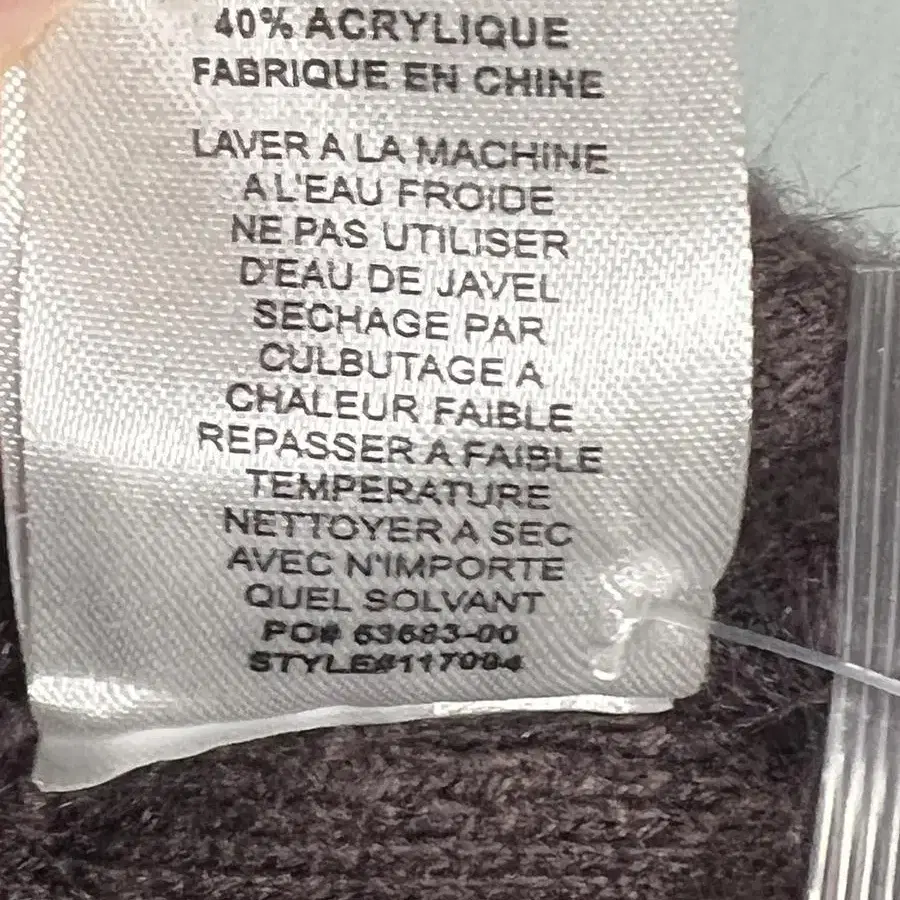 40% ACRYLIQUE
FABRIQUE EN CHINE
LAVER A LA MACHINE
A L'EAU FROIDE
NE PAS UTILISER
D'EAU DE JAVEL
SECHAGE PAR
CULBUTAGE A
CHALEUR FAIBLE
REPASSER A FAIBLE
TEMPERATURE
NETTOYER A SEC
AVEC N'IMPORTE
QUEL SOLVANT
PO# 63683-00
STYLE#117094